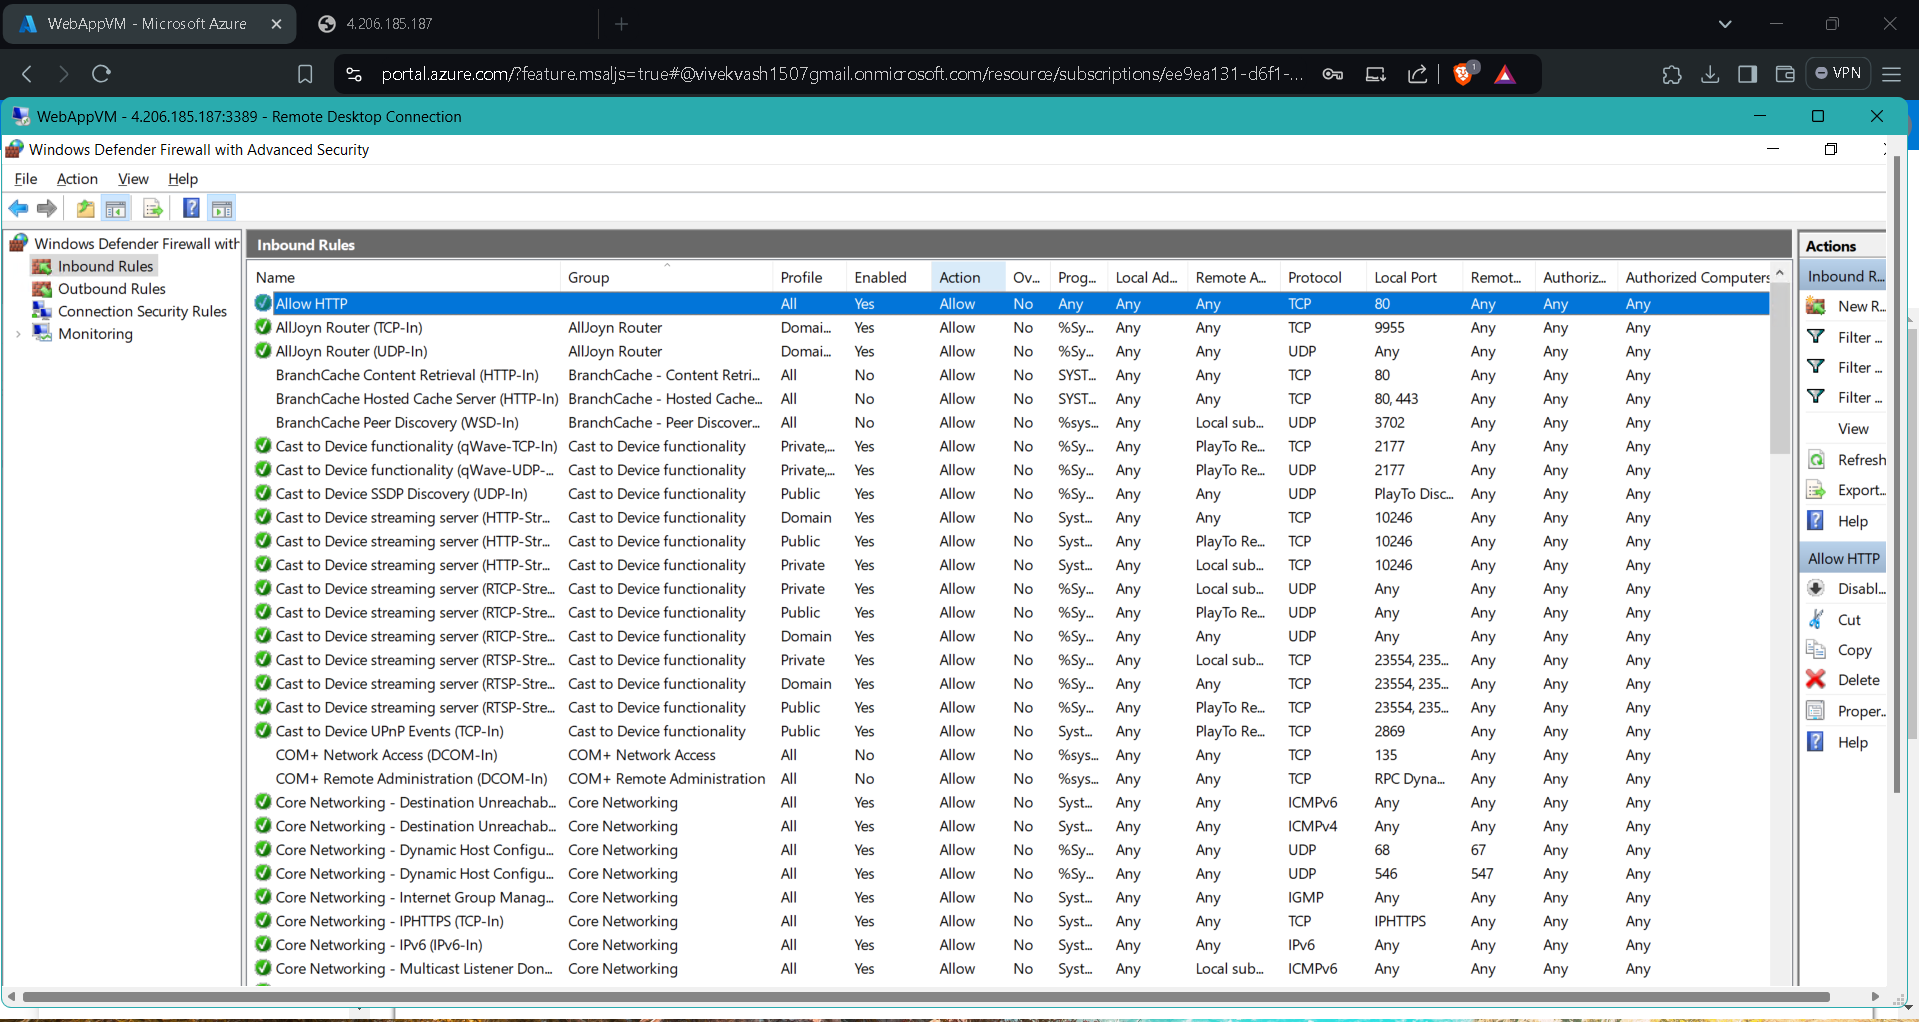 WebAppVM - Microsoft Azure
4.206.185.187
portal.azure.com/?feature.msaljs=true#@vivekvash1507gmail.onmicrosoft.com/resource/subscriptions/ee9ea131-d6f1-...
1
VPN
WebAppVM - 4.206.185.187:3389 - Remote Desktop Connection
Windows Defender Firewall with Advanced Security
File Action View Help
Windows Defender Firewall with
Inbound Rules
Outbound Rules
Connection Security Rules
Monitoring
Inbound Rules
Name Group Profile Enabled Action Ov... Prog... Local Ad... Remote A... Protocol Local Port Remot... Authoriz... Authorized Computers
Allow HTTP All Yes Allow No Any Any Any TCP 80 Any Any Any
AllJoyn Router (TCP-In) AllJoyn Router Domai... Yes Allow No %Sy... Any Any TCP 9955 Any Any Any
AllJoyn Router (UDP-In) AllJoyn Router Domai... Yes Allow No %Sy... Any Any UDP Any Any Any Any
BranchCache Content Retrieval (HTTP-In) BranchCache - Content Retri... All No Allow No SYST... Any Any TCP 80 Any Any Any
BranchCache Hosted Cache Server (HTTP-In) BranchCache - Hosted Cache... All No Allow No SYST... Any Any TCP 80, 443 Any Any Any
BranchCache Peer Discovery (WSD-In) BranchCache - Peer Discover... All No Allow No %sys... Any Local sub... UDP 3702 Any Any Any
Cast to Device functionality (qWave-TCP-In) Cast to Device functionality Private,... Yes Allow No %Sy... Any PlayTo Re... TCP 2177 Any Any Any
Cast to Device functionality (qWave-UDP-... Cast to Device functionality Private,... Yes Allow No %Sy... Any PlayTo Re... UDP 2177 Any Any Any
Cast to Device SSDP Discovery (UDP-In) Cast to Device functionality Public Yes Allow No %Sy... Any Any UDP PlayTo Disc... Any Any Any
Cast to Device streaming server (HTTP-Str... Cast to Device functionality Domain Yes Allow No Syst... Any Any TCP 10246 Any Any Any
Cast to Device streaming server (HTTP-Str... Cast to Device functionality Public Yes Allow No Syst... Any PlayTo Re... TCP 10246 Any Any Any
Cast to Device streaming server (HTTP-Str... Cast to Device functionality Private Yes Allow No Syst... Any Local sub... TCP 10246 Any Any Any
Cast to Device streaming server (RTCP-Stre... Cast to Device functionality Private Yes Allow No %Sy... Any Local sub... UDP Any Any Any Any
Cast to Device streaming server (RTCP-Stre... Cast to Device functionality Public Yes Allow No %Sy... Any PlayTo Re... UDP Any Any Any Any
Cast to Device streaming server (RTCP-Stre... Cast to Device functionality Domain Yes Allow No %Sy... Any Any UDP Any Any Any Any
Cast to Device streaming server (RTSP-Stre... Cast to Device functionality Private Yes Allow No %Sy... Any Local sub... TCP 23554, 235... Any Any Any
Cast to Device streaming server (RTSP-Stre... Cast to Device functionality Domain Yes Allow No %Sy... Any Any TCP 23554, 235... Any Any Any
Cast to Device streaming server (RTSP-Stre... Cast to Device functionality Public Yes Allow No %Sy... Any PlayTo Re... TCP 23554, 235... Any Any Any
Cast to Device UPnP Events (TCP-In) Cast to Device functionality Public Yes Allow No Syst... Any PlayTo Re... TCP 2869 Any Any Any
COM+ Network Access (DCOM-In) COM+ Network Access All No Allow No %sys... Any Any TCP 135 Any Any Any
COM+ Remote Administration (DCOM-In) COM+ Remote Administration All No Allow No %sys... Any Any TCP RPC Dyna... Any Any Any
Core Networking - Destination Unreachab... Core Networking All Yes Allow No Syst... Any Any ICMPv6 Any Any Any Any
Core Networking - Destination Unreachab... Core Networking All Yes Allow No Syst... Any Any ICMPv4 Any Any Any Any
Core Networking - Dynamic Host Configu... Core Networking All Yes Allow No %Sy... Any Any UDP 68 67 Any Any
Core Networking - Dynamic Host Configu... Core Networking All Yes Allow No %Sy... Any Any UDP 546 547 Any Any
Core Networking - Internet Group Manag... Core Networking All Yes Allow No Syst... Any Any IGMP Any Any Any Any
Core Networking - IPHTTPS (TCP-In) Core Networking All Yes Allow No Syst... Any Any TCP IPHTTPS Any Any Any
Core Networking - IPv6 (IPv6-In) Core Networking All Yes Allow No Syst... Any Any IPv6 Any Any Any Any
Core Networking - Multicast Listener Don... Core Networking All Yes Allow No Syst... Any Local sub... ICMPv6 Any Any Any Any
Actions
Inbound R...
New R...
Filter ...
Filter ...
Filter ...
View
Refresh
Export...
Help
Allow HTTP
Disabl...
Cut
Copy
Delete
Proper...
Help